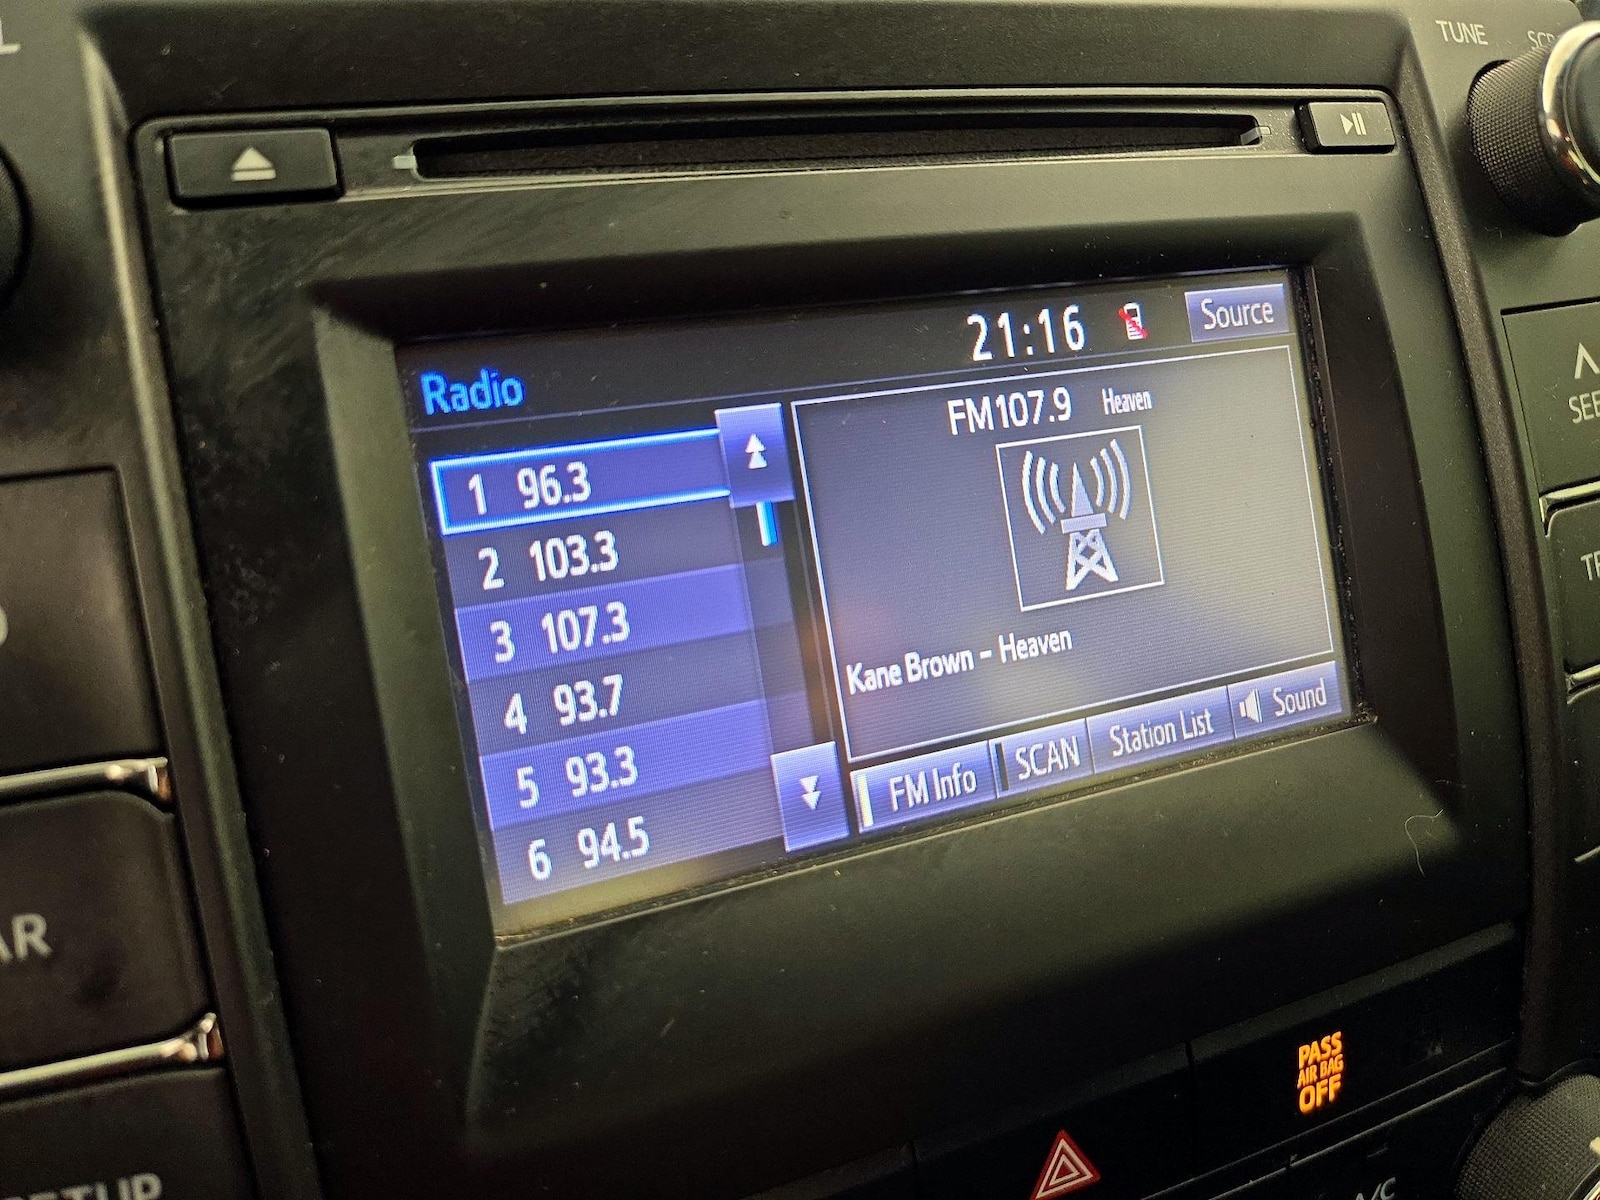 TUNE
21:16
Source
Radio
FM107.9 Heaven
1 96.3
2 103.3
3 107.3
4 93.7
5 93.3
6 94.5
Kane Brown - Heaven
FM Info
SCAN
Station List
Sound
PASS
AIR BAG
OFF
A/C